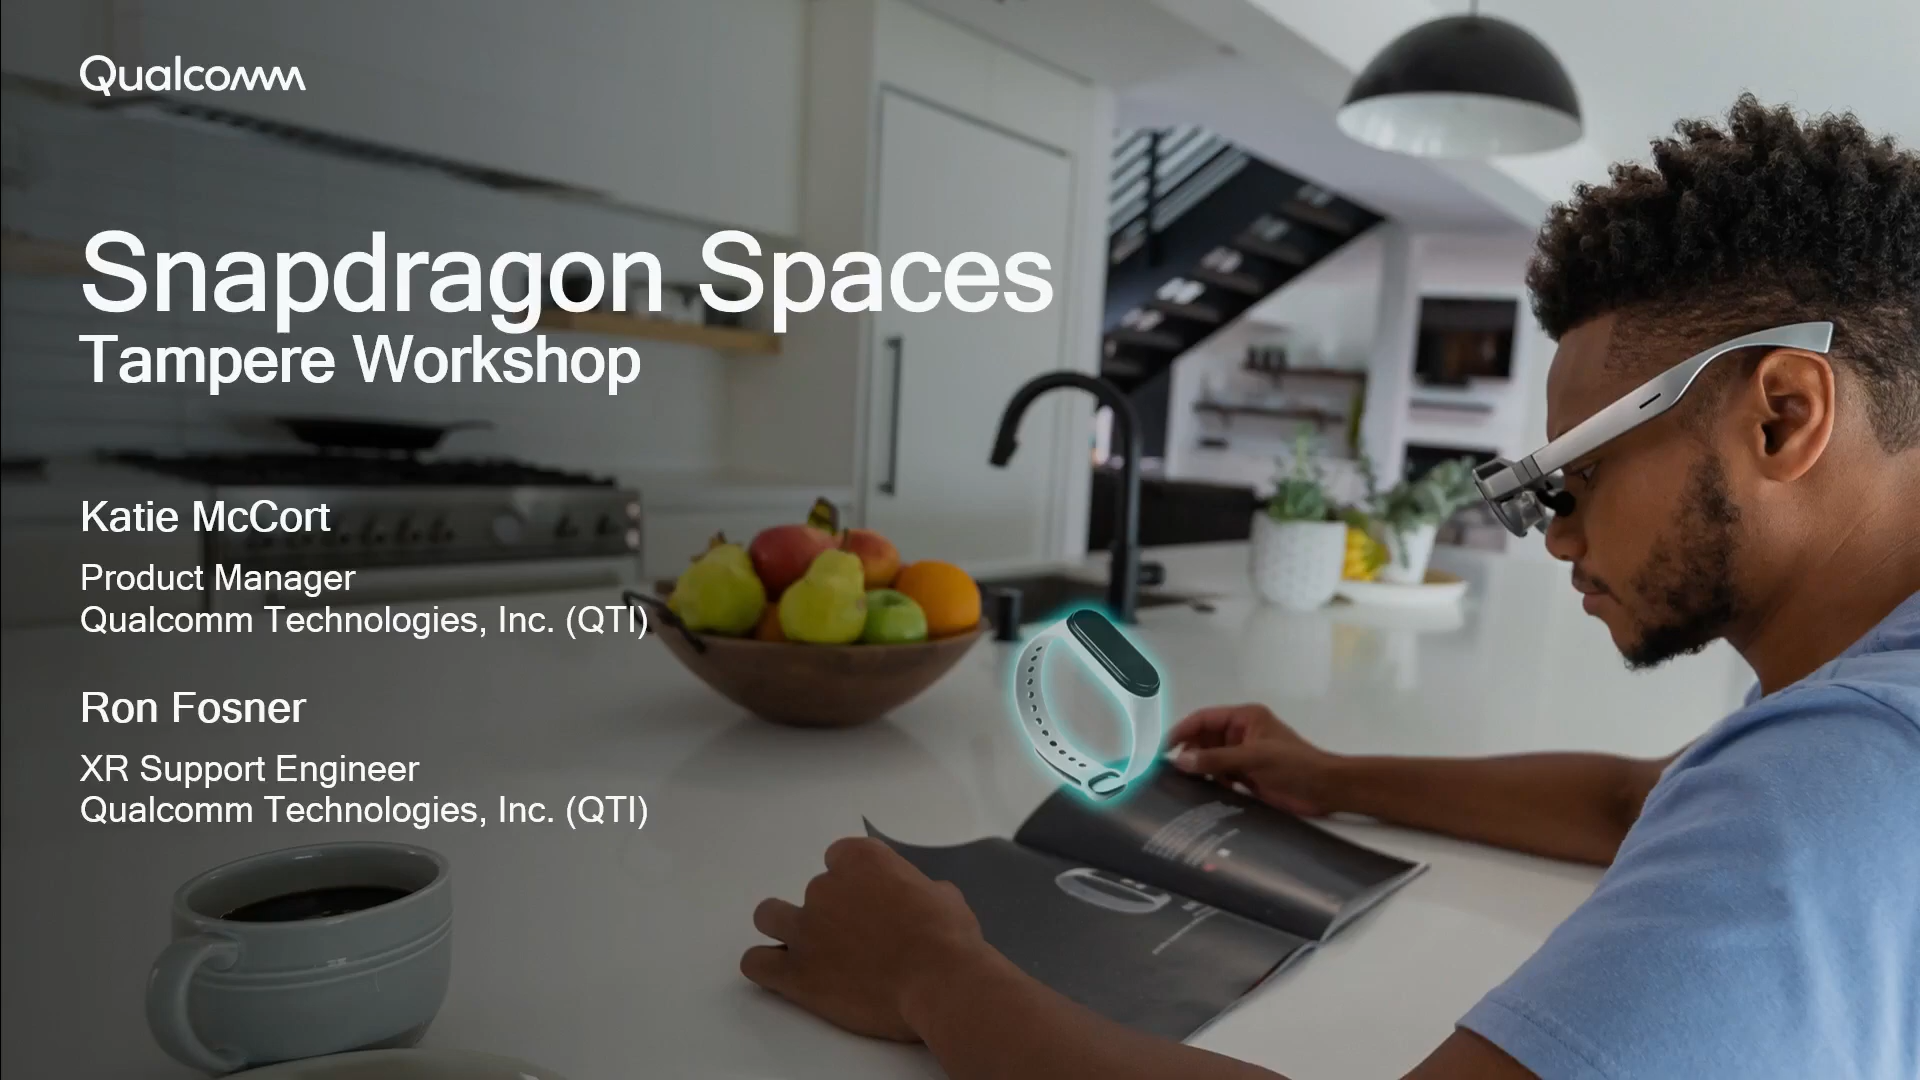 Qualcomm
Snapdragon Spaces
Tampere Workshop
Katie McCort
Product Manager
Qualcomm Technologies, Inc. (QTI)
Ron Fosner
XR Support Engineer
Qualcomm Technologies, Inc. (QTI)